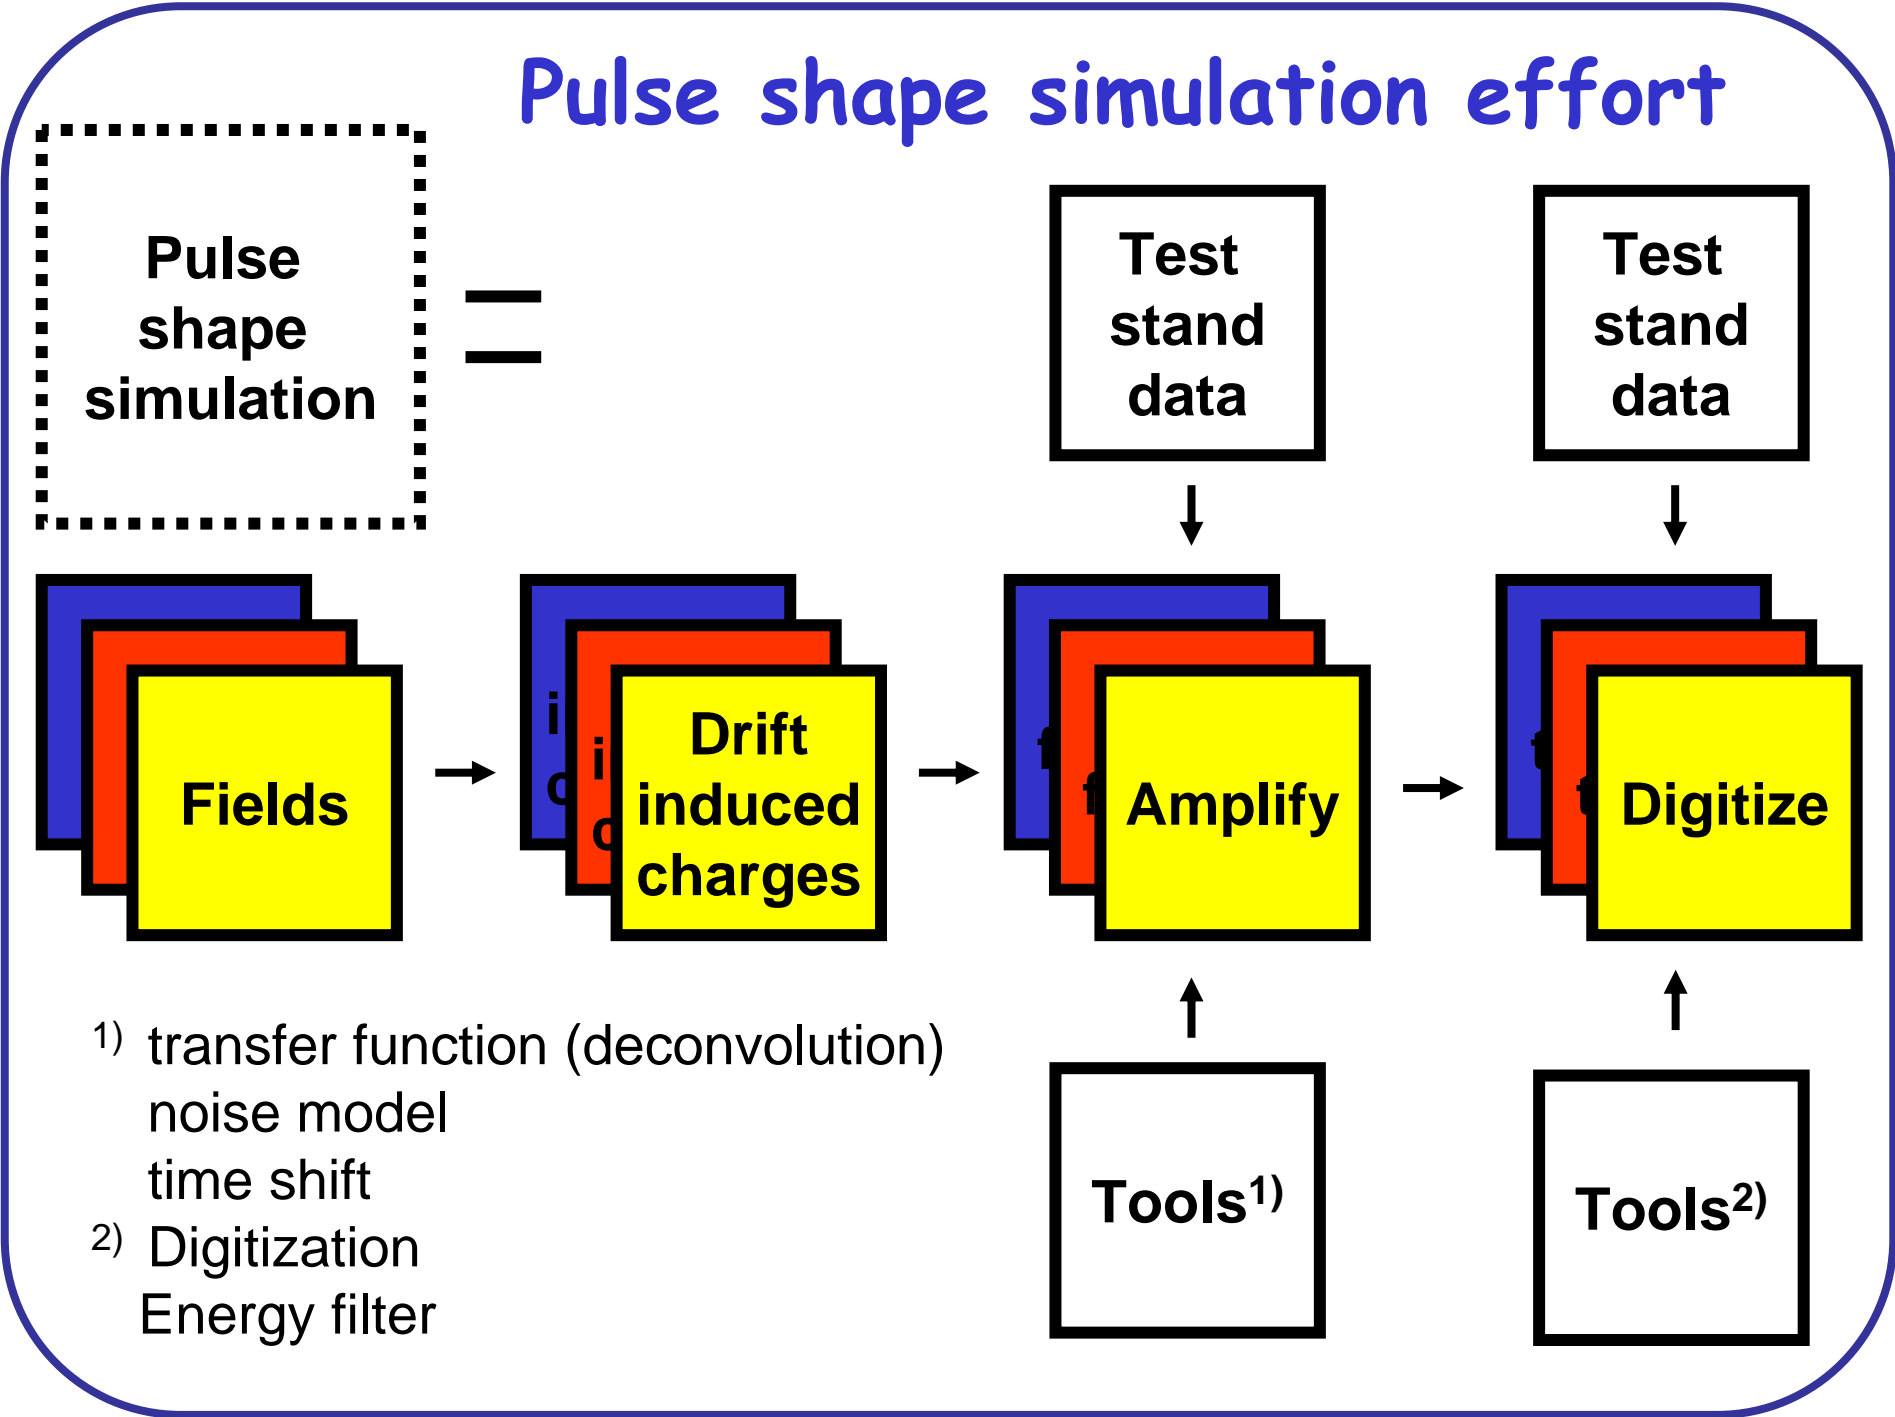 Pulse shape simulation effort
Pulse
shape
simulation
=
Test
stand
data
Test
stand
data
Fields
Drift
induced
charges
Amplify
Digitize
1) transfer function (deconvolution)
noise model
time shift
2) Digitization
Energy filter
Tools1)
Tools2)